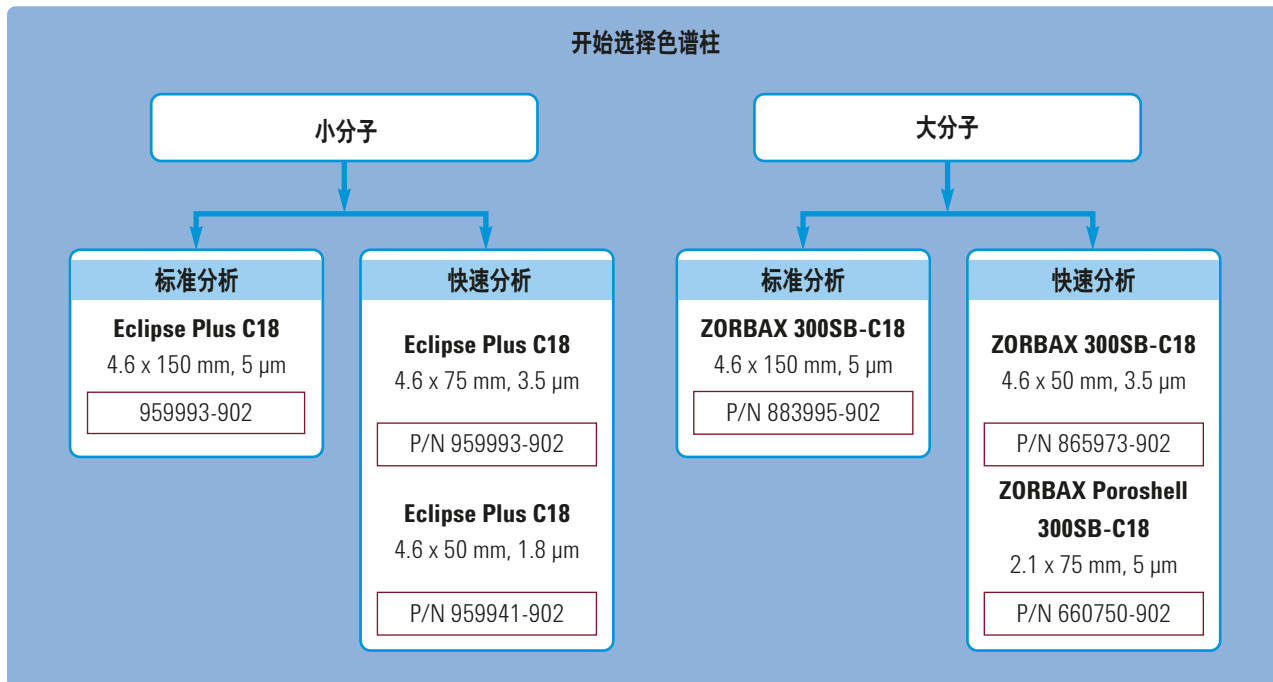 开始选择色谱柱
小分子
大分子
标准分析
Eclipse Plus C18
4.6 x 150 mm, 5 µm
959993-902
快速分析
Eclipse Plus C18
4.6 x 75 mm, 3.5 µm
P/N 959993-902
Eclipse Plus C18
4.6 x 50 mm, 1.8 µm
P/N 959941-902
标准分析
ZORBAX 300SB-C18
4.6 x 150 mm, 5 µm
P/N 883995-902
快速分析
ZORBAX 300SB-C18
4.6 x 50 mm, 3.5 µm
P/N 865973-902
ZORBAX Poroshell
300SB-C18
2.1 x 75 mm, 5 µm
P/N 660750-902